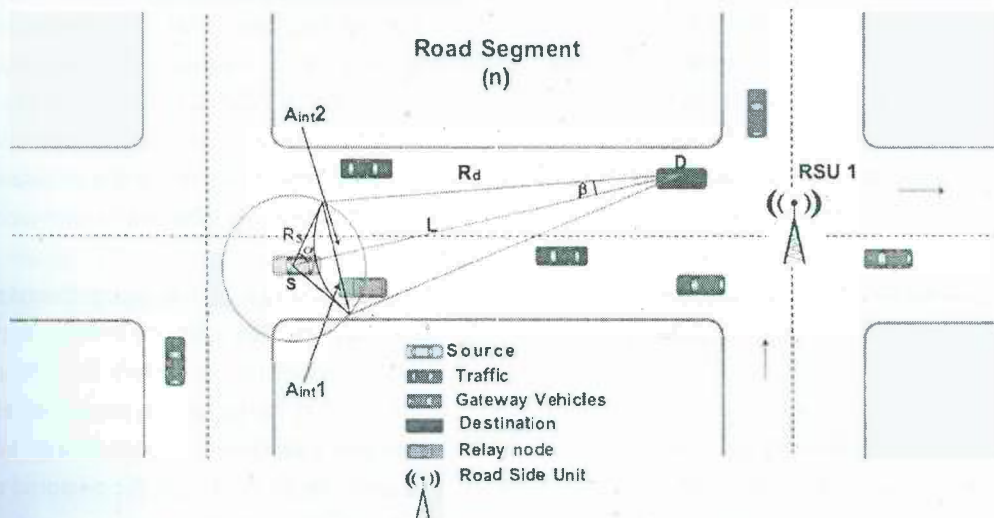 Road Segment
(n)
Aint2
D
RSU 1
Rd
β
L
Rs
α
S
Aint1
Source
Traffic
Gateway Vehicles
Destination
Relay node
Road Side Unit